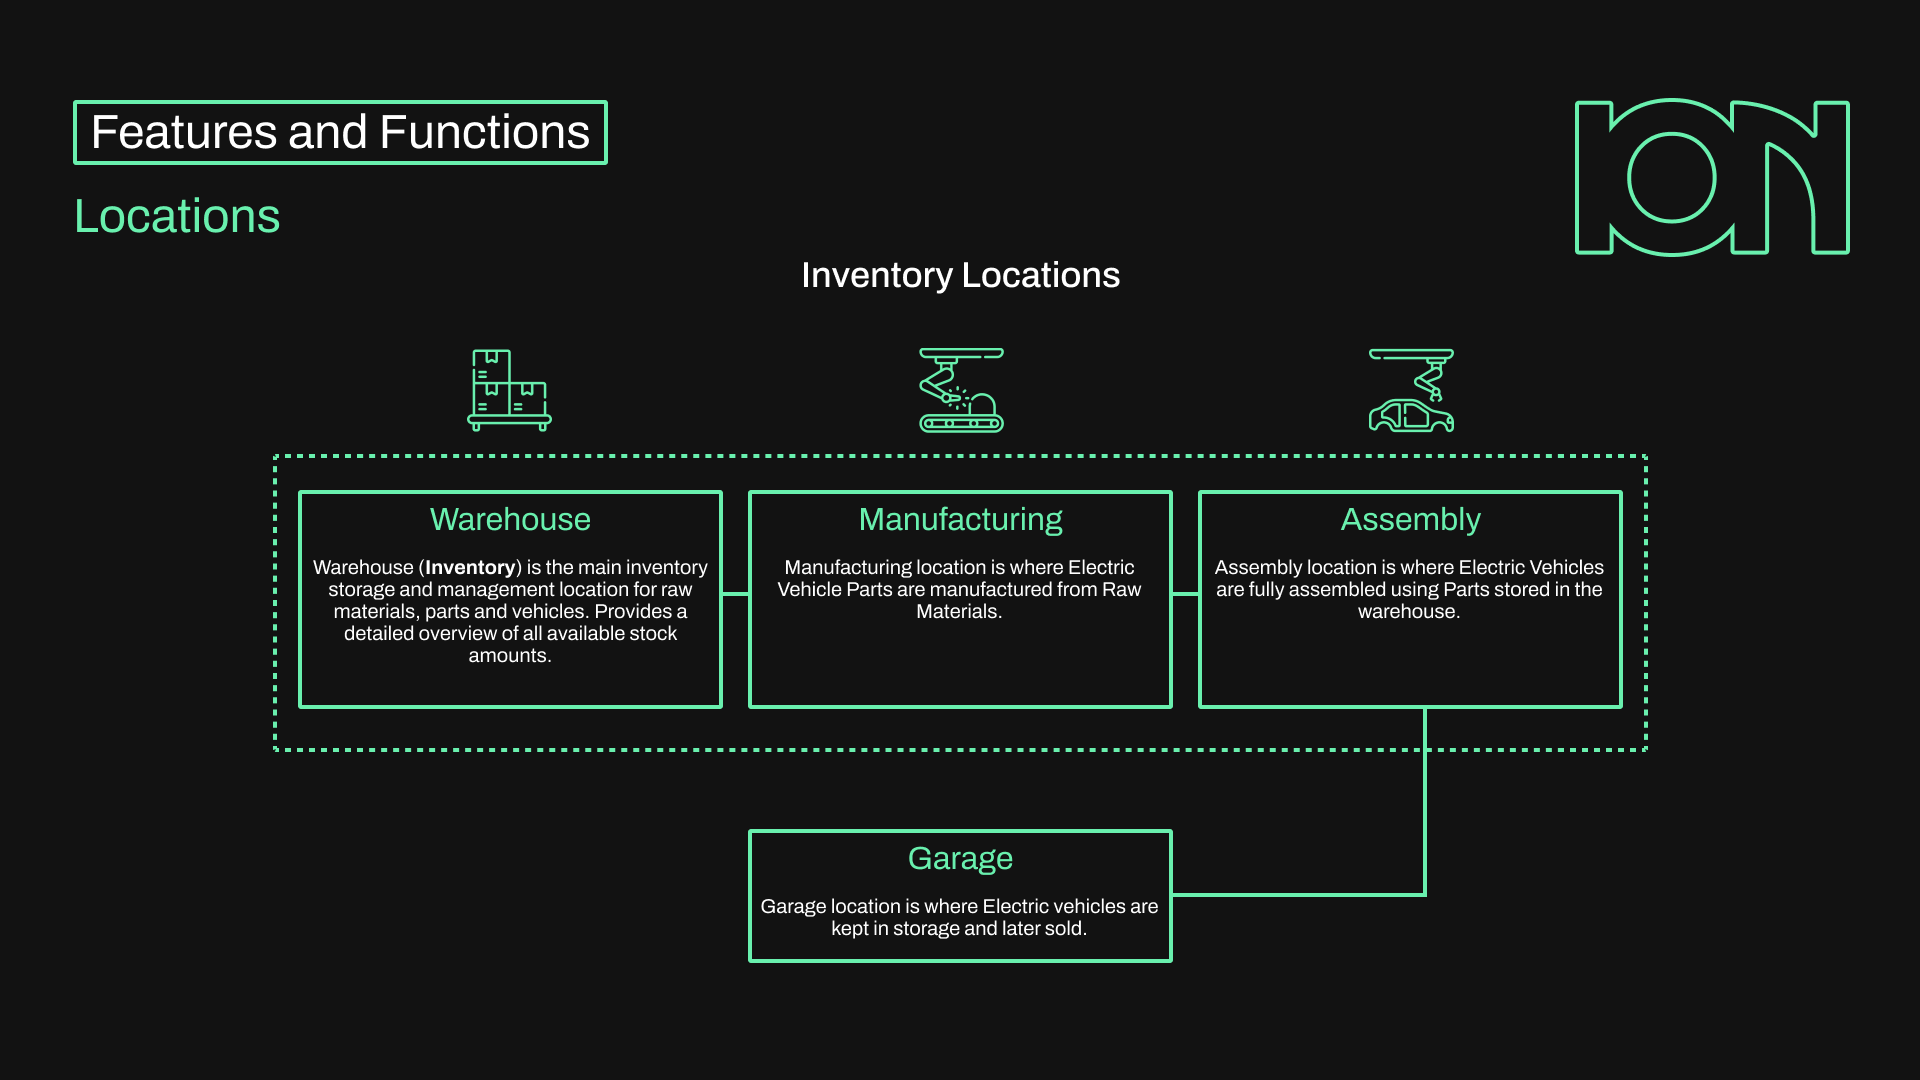 Features and Functions
ION
Locations
Inventory Locations
Warehouse
Warehouse (Inventory) is the main inventory
storage and management location for raw
materials, parts and vehicles. Provides a
detailed overview of all available stock
amounts.
Manufacturing
Manufacturing location is where Electric
Vehicle Parts are manufactured from Raw
Materials.
Assembly
Assembly location is where Electric Vehicles
are fully assembled using Parts stored in the
warehouse.
Garage
Garage location is where Electric vehicles are
kept in storage and later sold.